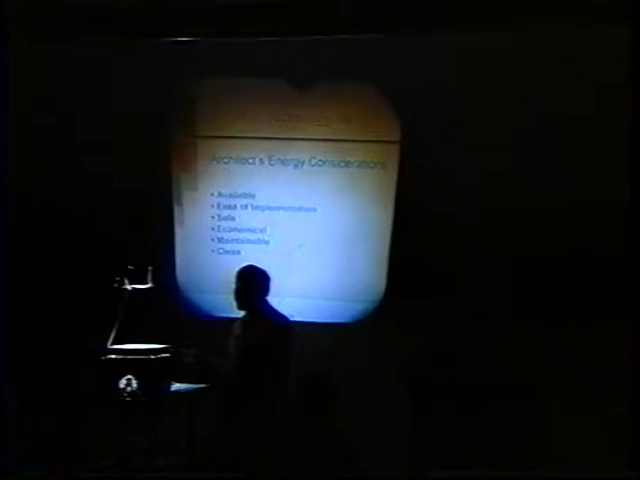 Architect's Energy Considerations
• Available
• Ease of Implementation
• Safe
• Economical
• Maintainable
• Clean